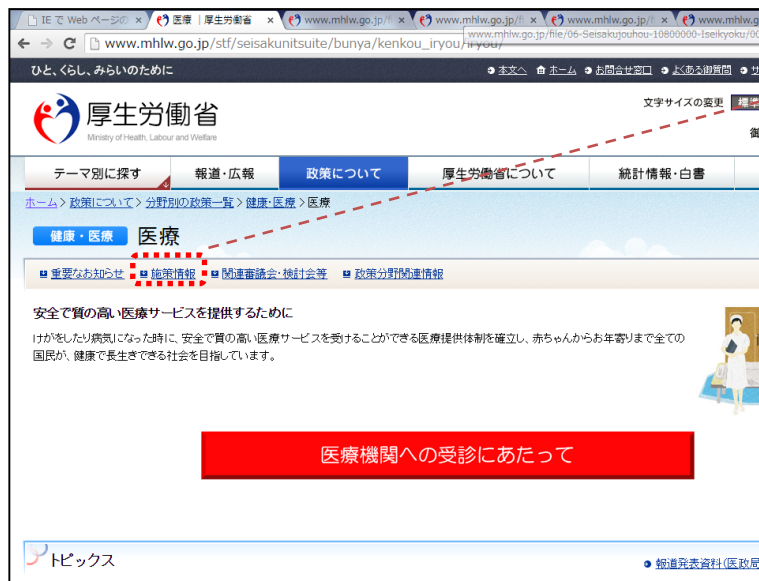 IE で Web ページの
医療 | 厚生労働省
www.mhlw.go.jp/fi
www.mhlw.go.jp/fi
www.mhlw.go.jp/fi
www.mhlw.go
www.mhlw.go.jp/stf/seisakunitsuite/bunya/kenkou_iryou/iryou/
www.mhlw.go.jp/file/06-Seisakujouhou-10800000-Iseikyoku/00
ひと、くらし、みらいのために
本文へ ホーム お問合せ窓口 よくある御質問 サ
厚生労働省
Ministry of Health, Labour and Welfare
文字サイズの変更 標準
御
テーマ別に探す 報道・広報 政策について 厚生労働省について 統計情報・白書
ホーム > 政策について > 分野別の政策一覧 > 健康・医療 > 医療
健康・医療 医療
重要なお知らせ 施策情報 関連審議会・検討会等 政策分野関連情報
安全で質の高い医療サービスを提供するために
けがをしたり病気になった時に、安全で質の高い医療サービスを受けることができる医療提供体制を確立し、赤ちゃんからお年寄りまで全ての
国民が、健康で長生きできる社会を目指しています。
医療機関への受診にあたって
トピックス
報道発表資料(医政局